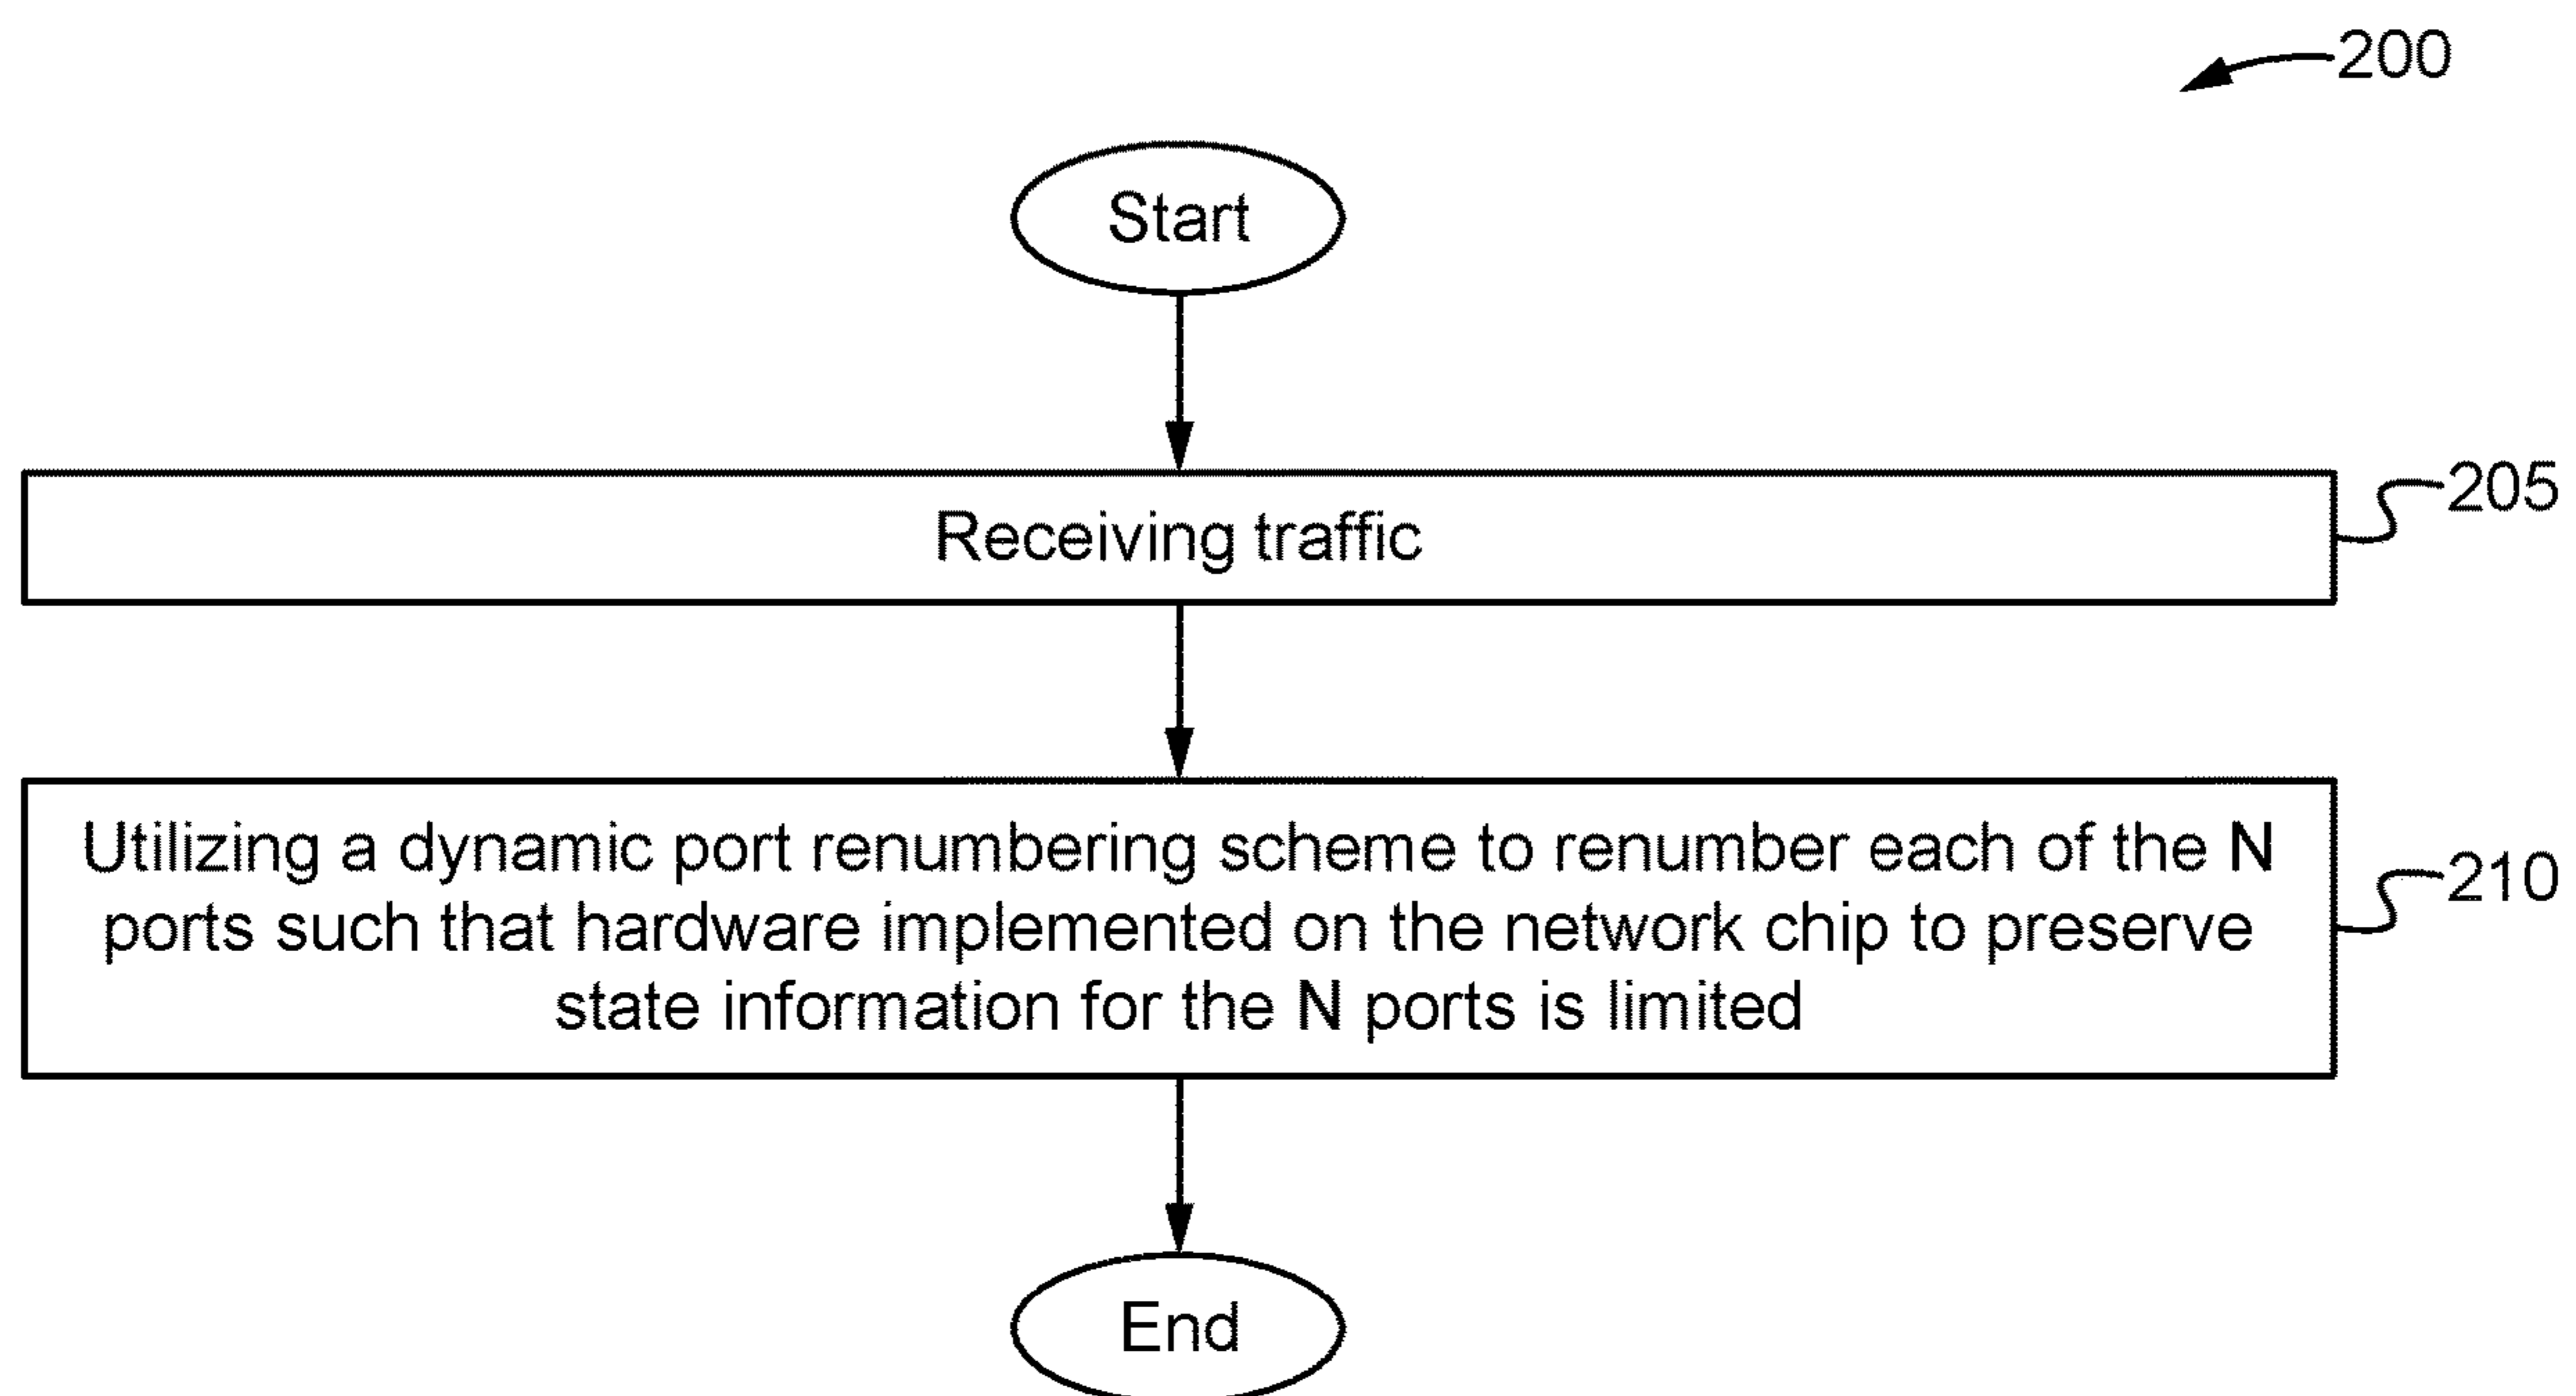 200
Start
Receiving traffic
205
Utilizing a dynamic port renumbering scheme to renumber each of the N
ports such that hardware implemented on the network chip to preserve
state information for the N ports is limited
210
End